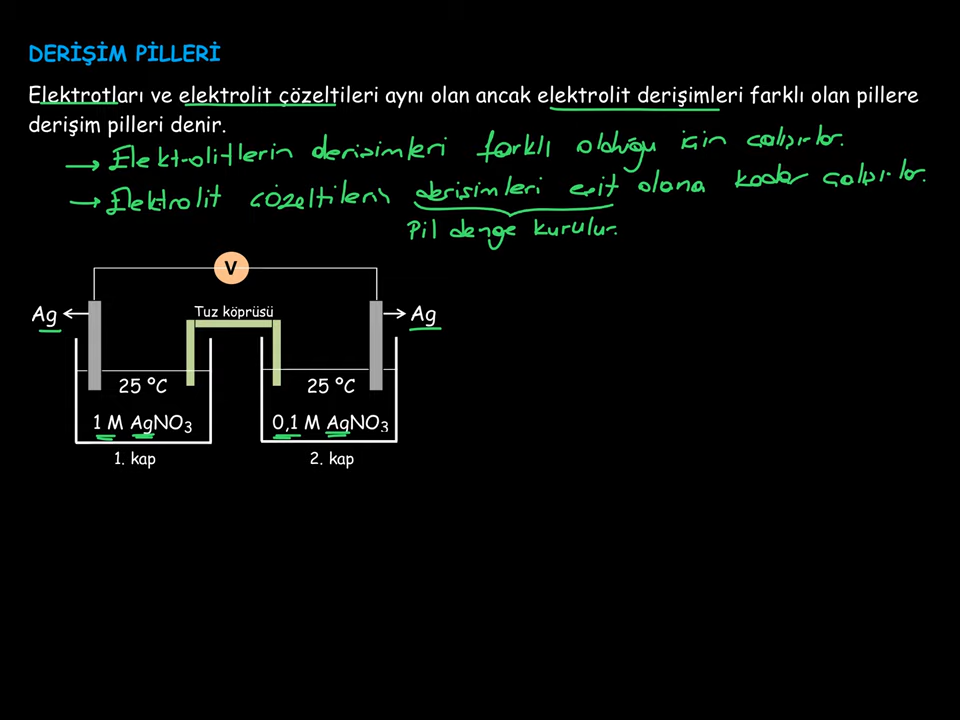 DERİŞİM PİLLERİ
Elektrotları ve elektrolit çözeltileri aynı olan ancak elektrolit derişimleri farklı olan pillere
derişim pilleri denir.
→ Elektrolitlerin derişimleri farklı olduğu için çalışırlar.
→ Elektrolit çözeltilerin derişimleri eşit olana kadar çalışırlar.
Pil denge kurulur.
V
Ag ← Tuz köprüsü → Ag
25 °C 25 °C
1 M AgNO₃ 0,1 M AgNO₃
1. kap 2. kap